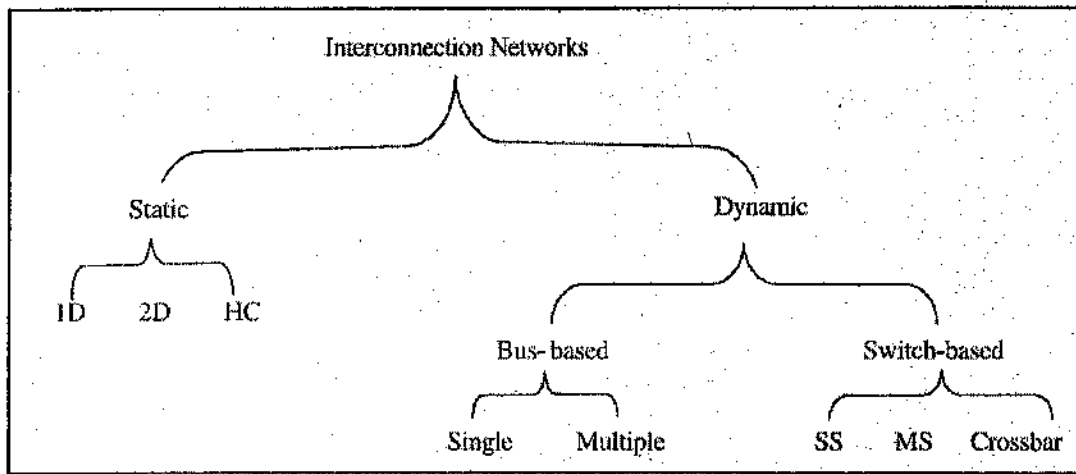 Interconnection Networks
Static Dynamic
1D 2D HC
Bus-based Switch-based
Single Multiple SS MS Crossbar